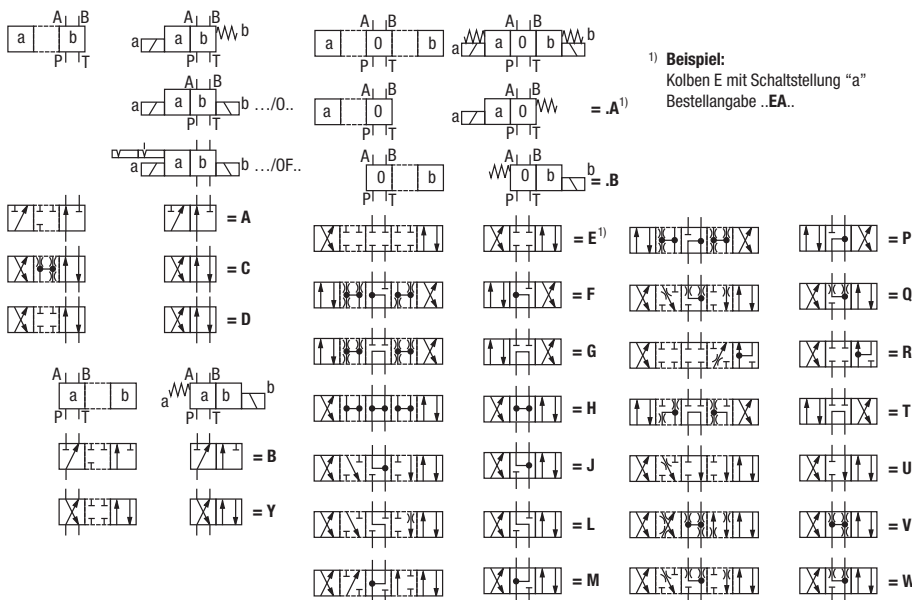 A B
a b
P T
A B
a a b b
P T
A B
a a b b …/O..
P T
A B
a a b b …/OF..
P T
= A
= C
= D
A B
a b
P T
A B
a a b b
P T
= B
= Y
A B
a 0 b
P T
A B
a a 0 b b
P T
A B
a 0
P T
A B
a a 0 = .A1)
P T
A B
0 b
P T
A B
0 b b = .B
P T
1) Beispiel:
Kolben E mit Schaltstellung “a”
Bestellangabe ..EA..
= E1)
= F
= G
= H
= J
= L
= M
= P
= Q
= R
= T
= U
= V
= W